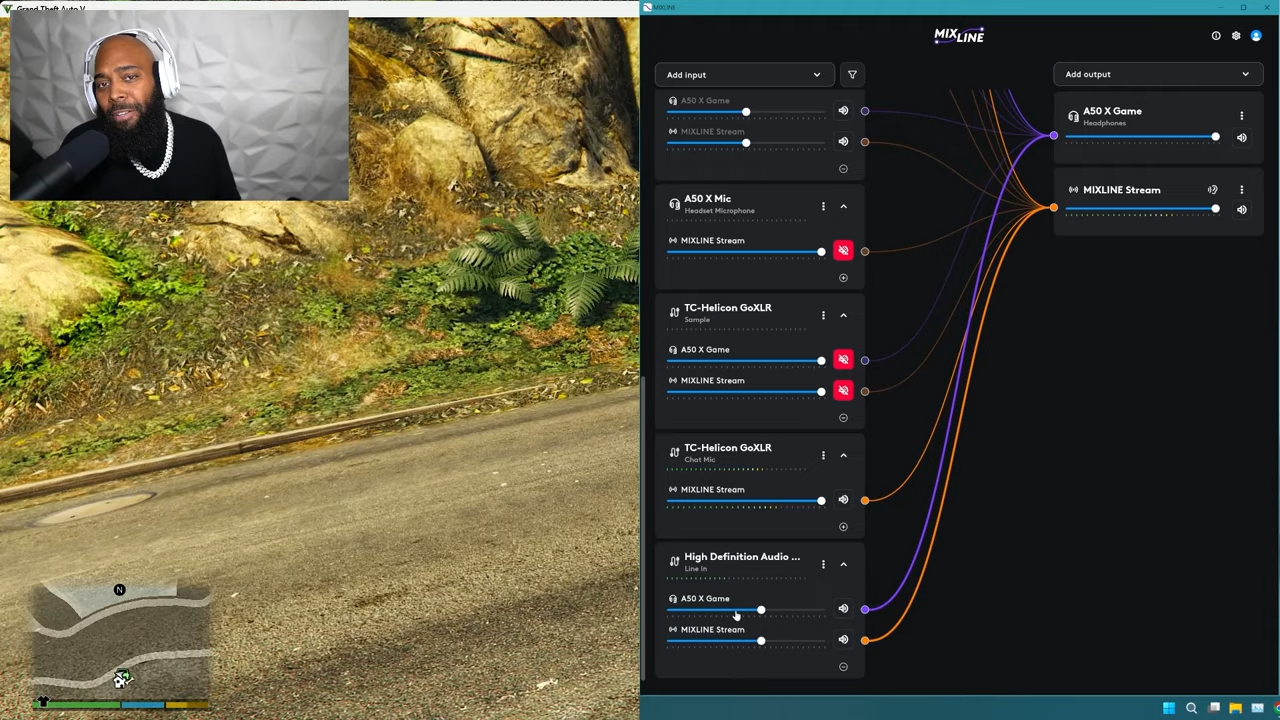 Grand Theft Auto V
MIXLINE
MIXLINE
Add input
Add output
A50 X Game
MIXLINE Stream
A50 X Mic
Headset Microphone
MIXLINE Stream
TC-Helicon GoXLR
Sample
A50 X Game
MIXLINE Stream
TC-Helicon GoXLR
Chat Mic
MIXLINE Stream
High Definition Audio ...
Line In
A50 X Game
MIXLINE Stream
A50 X Game
Headphones
MIXLINE Stream
N